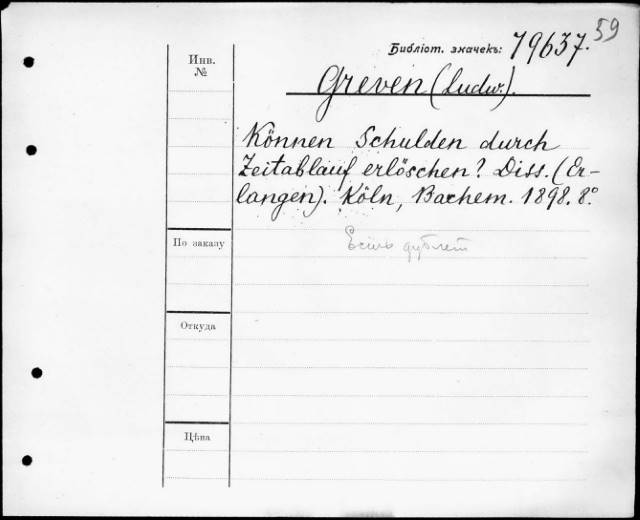 59
Библіот. значекъ: 79637.
Инв. №
Greven (Ludw.).
Können Schulden durch
Zeitablauf erlöschen? Diss. (Er-
langen). Köln, Bachem. 1898. 8°
По заказу
Есть дублет
Откуда
Цѣна